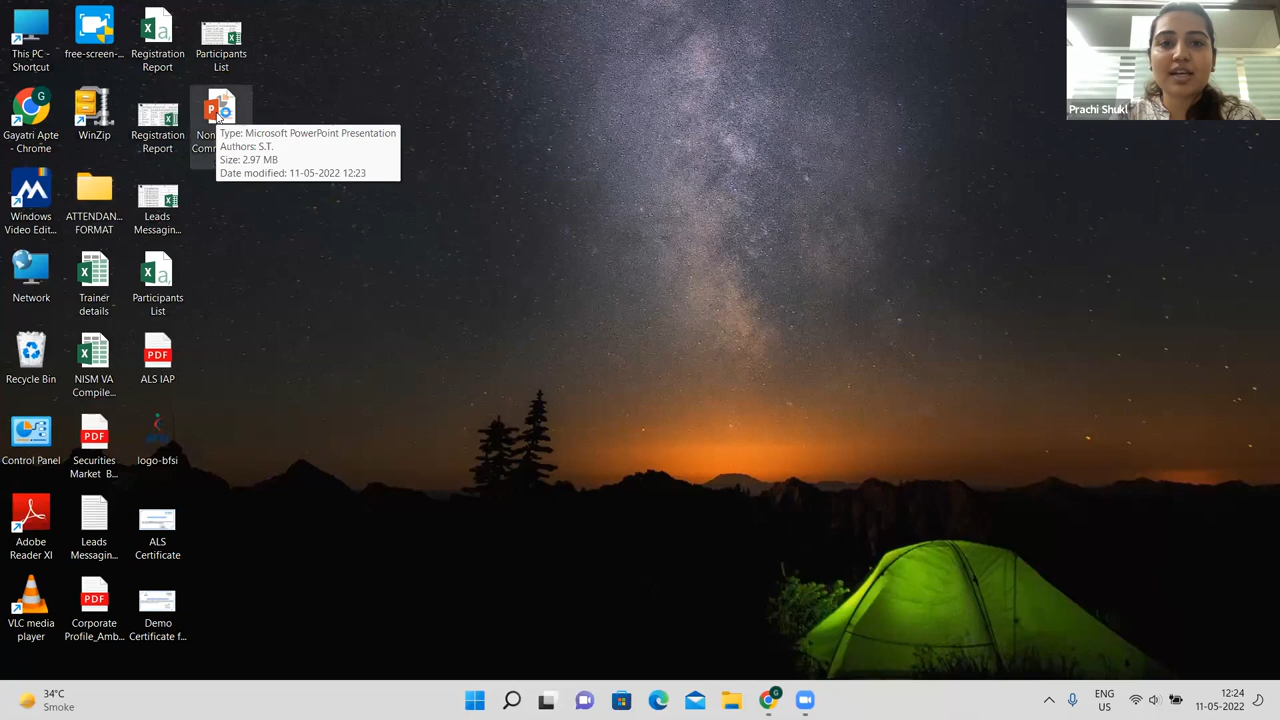 This PC -
Shortcut
free-screen-...
Registration
Report
Participants
List
Gayatri Apte
- Chrome
WinZip
Registration
Report
Type: Microsoft PowerPoint Presentation
Authors: S.T.
Size: 2.97 MB
Date modified: 11-05-2022 12:23
Windows
Video Edit...
ATTENDAN...
FORMAT
Leads
Messagin...
Network
Trainer
details
Participants
List
Recycle Bin
NISM VA
Compile...
PDF
ALS IAP
Control Panel
PDF
Securities
Market B...
logo-bfsi
Adobe
Reader XI
Leads
Messagin...
ALS
Certificate
VLC media
player
PDF
Corporate
Profile_Amb...
Demo
Certificate f...
Prachi Shukl
34°C
Smoke
ENG
US
12:24
11-05-2022